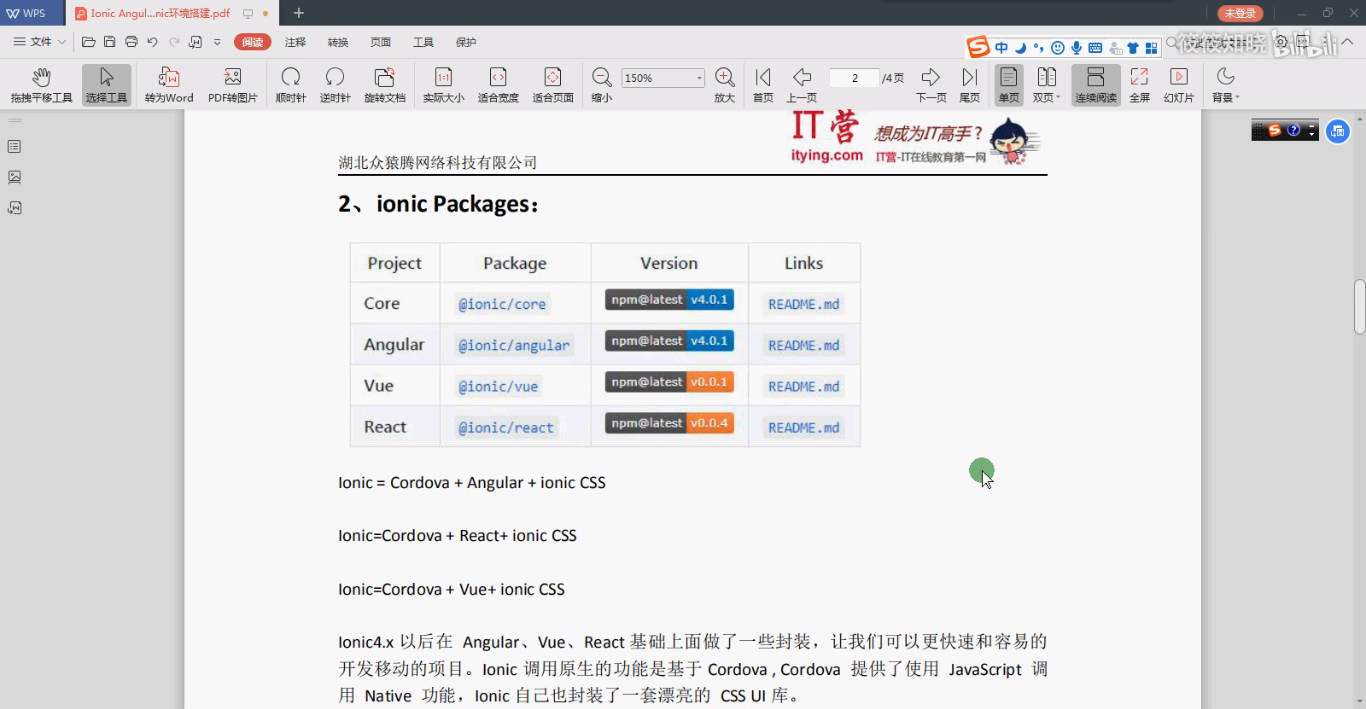 WPS
Ionic Angul...nic环境搭建.pdf
未登录
文件
阅读
注释
转换
页面
工具
保护
中
筱筱知晓
bilibili
拖拽平移工具
选择工具
转为Word
PDF转图片
顺时针
逆时针
旋转文档
实际大小
适合宽度
适合页面
缩小
150%
放大
首页
上一页
2
/4页
下一页
尾页
单页
双页
连续阅读
全屏
幻灯片
背景
湖北众猿腾网络科技有限公司
IT营
itying.com
想成为IT高手?
IT营-IT在线教育第一网
2、ionic Packages:
Project Package Version Links
Core @ionic/core npm@latest v4.0.1 README.md
Angular @ionic/angular npm@latest v4.0.1 README.md
Vue @ionic/vue npm@latest v0.0.1 README.md
React @ionic/react npm@latest v0.0.4 README.md
Ionic = Cordova + Angular + ionic CSS
Ionic=Cordova + React+ ionic CSS
Ionic=Cordova + Vue+ ionic CSS
Ionic4.x 以后在 Angular、Vue、React 基础上面做了一些封装，让我们可以更快速和容易的
开发移动的项目。Ionic 调用原生的功能是基于 Cordova , Cordova 提供了使用 JavaScript 调
用 Native 功能，Ionic 自己也封装了一套漂亮的 CSS UI 库。